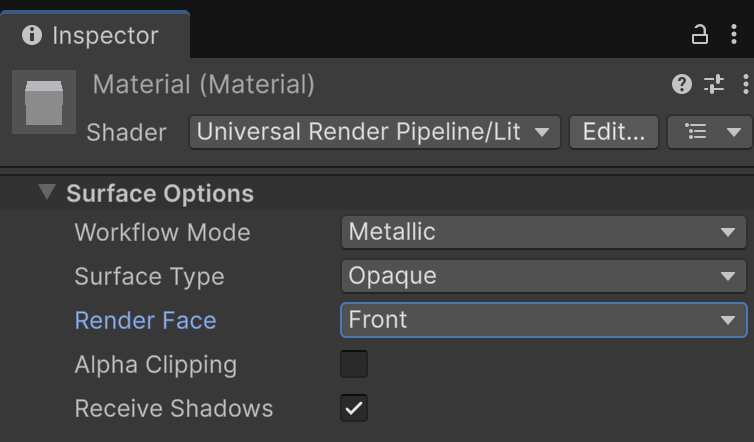 Inspector
Material (Material)
Shader Universal Render Pipeline/Lit Edit...
Surface Options
Workflow Mode Metallic
Surface Type Opaque
Render Face Front
Alpha Clipping
Receive Shadows